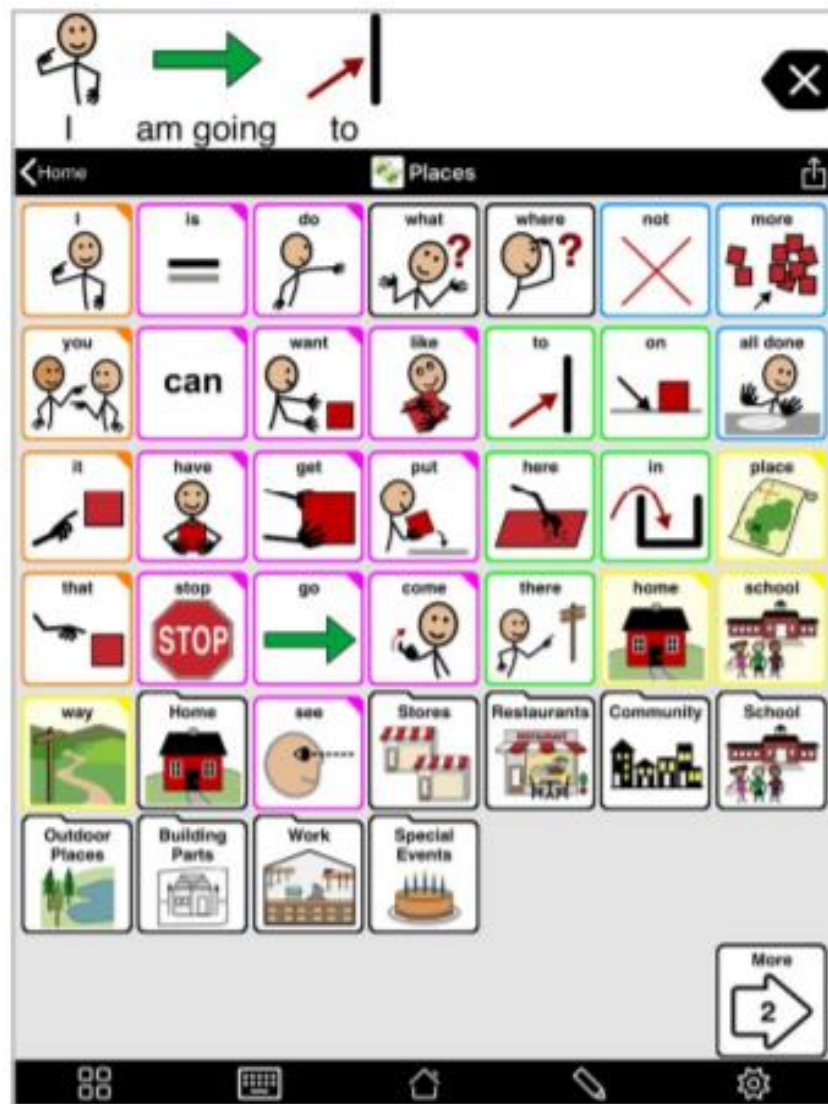 I am going to
Home Places
I is do what where not more
you can want like to on all done
it have get put here in place
that stop go come there home school
STOP
way Home see Stores Restaurants Community School
Outdoor Places Building Parts Work Special Events
More
2